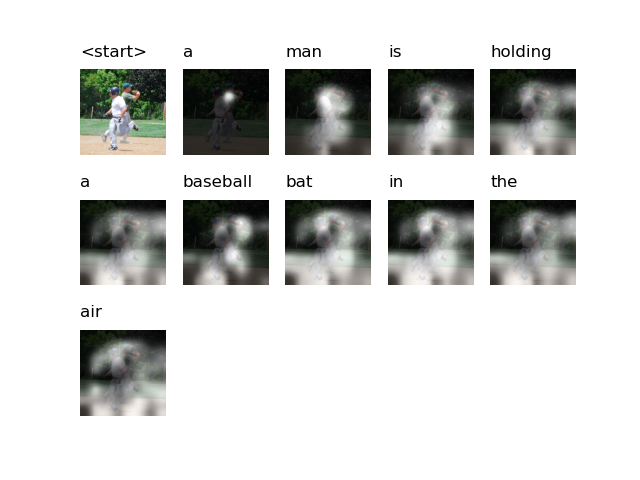 <start> a man is holding
a baseball bat in the
air